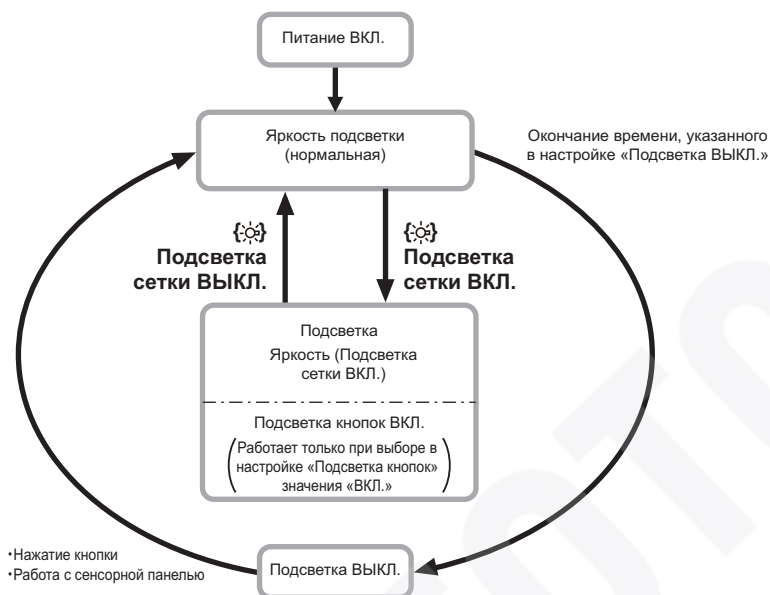 Питание ВКЛ.
Яркость подсветки
(нормальная)
Окончание времени, указанного
в настройке «Подсветка ВЫКЛ.»
Подсветка
сетки ВЫКЛ.
Подсветка
сетки ВКЛ.
Подсветка
Яркость (Подсветка
сетки ВКЛ.)
Подсветка кнопок ВКЛ.
(Работает только при выборе в
настройке «Подсветка кнопок»
значения «ВКЛ.»)
•Нажатие кнопки
•Работа с сенсорной панелью
Подсветка ВЫКЛ.